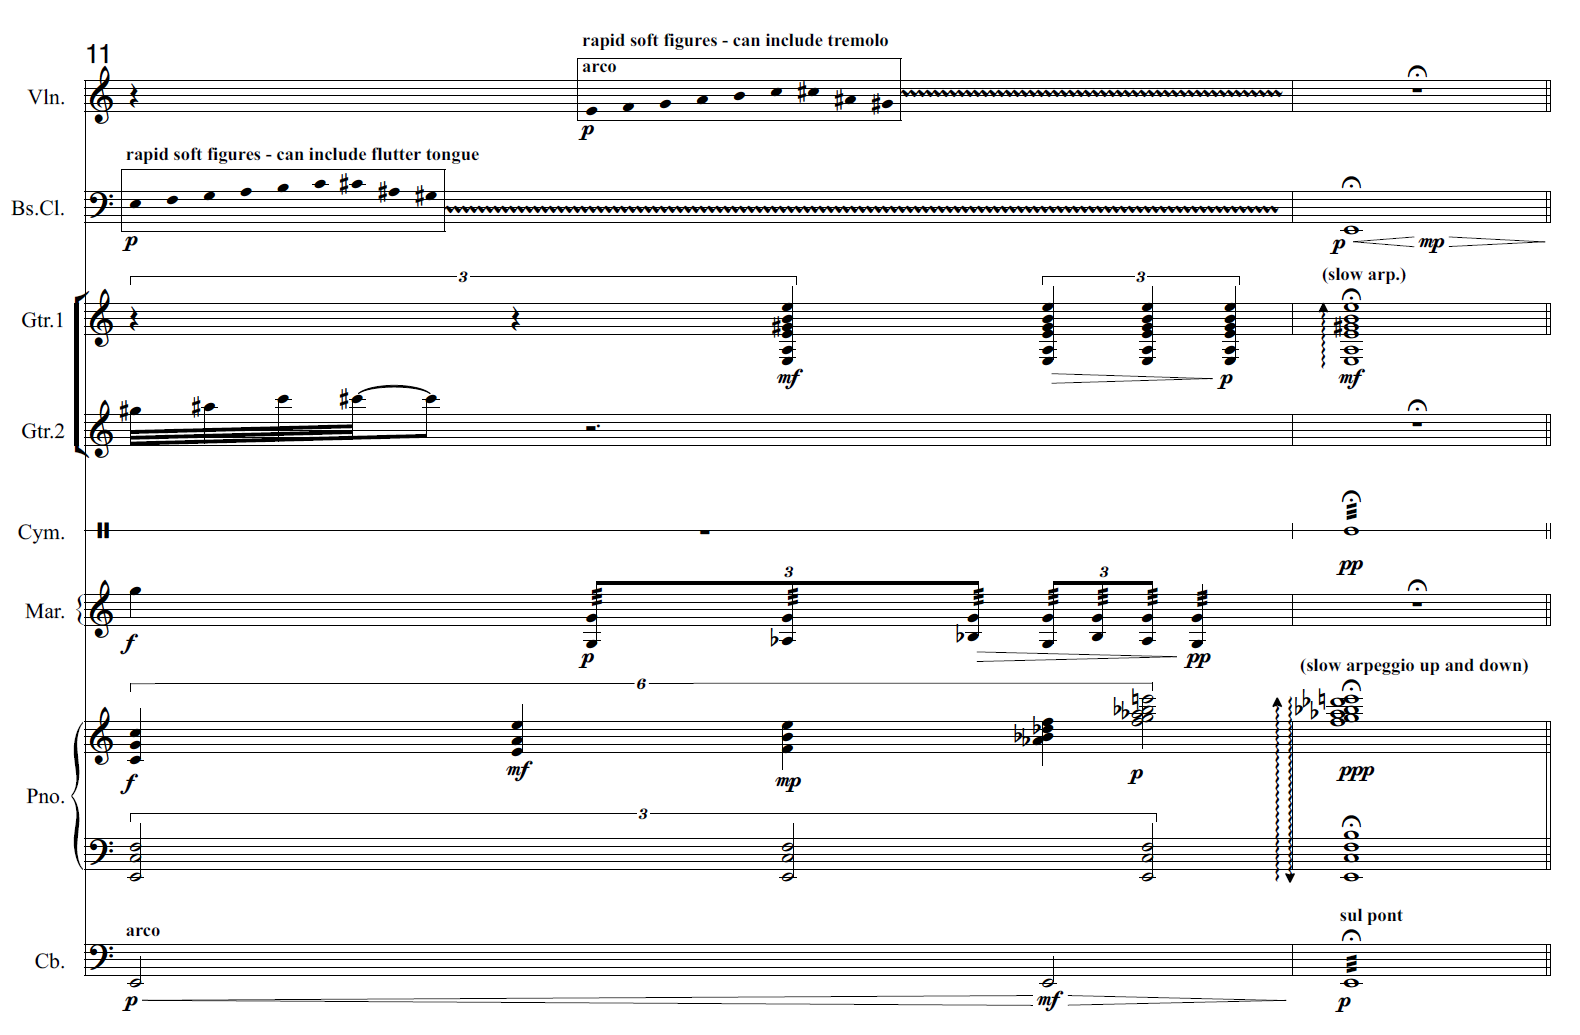 11
rapid soft figures - can include tremolo
arco
Vln.
p
rapid soft figures - can include flutter tongue
Bs.Cl.
p
p mp
3 3 (slow arp.)
Gtr.1
mf p mf
Gtr.2
Cym.
pp
3 3
Mar.
f p pp
(slow arpeggio up and down)
6
f mf mp p ppp
Pno.
3
arco sul pont
Cb.
p mf p